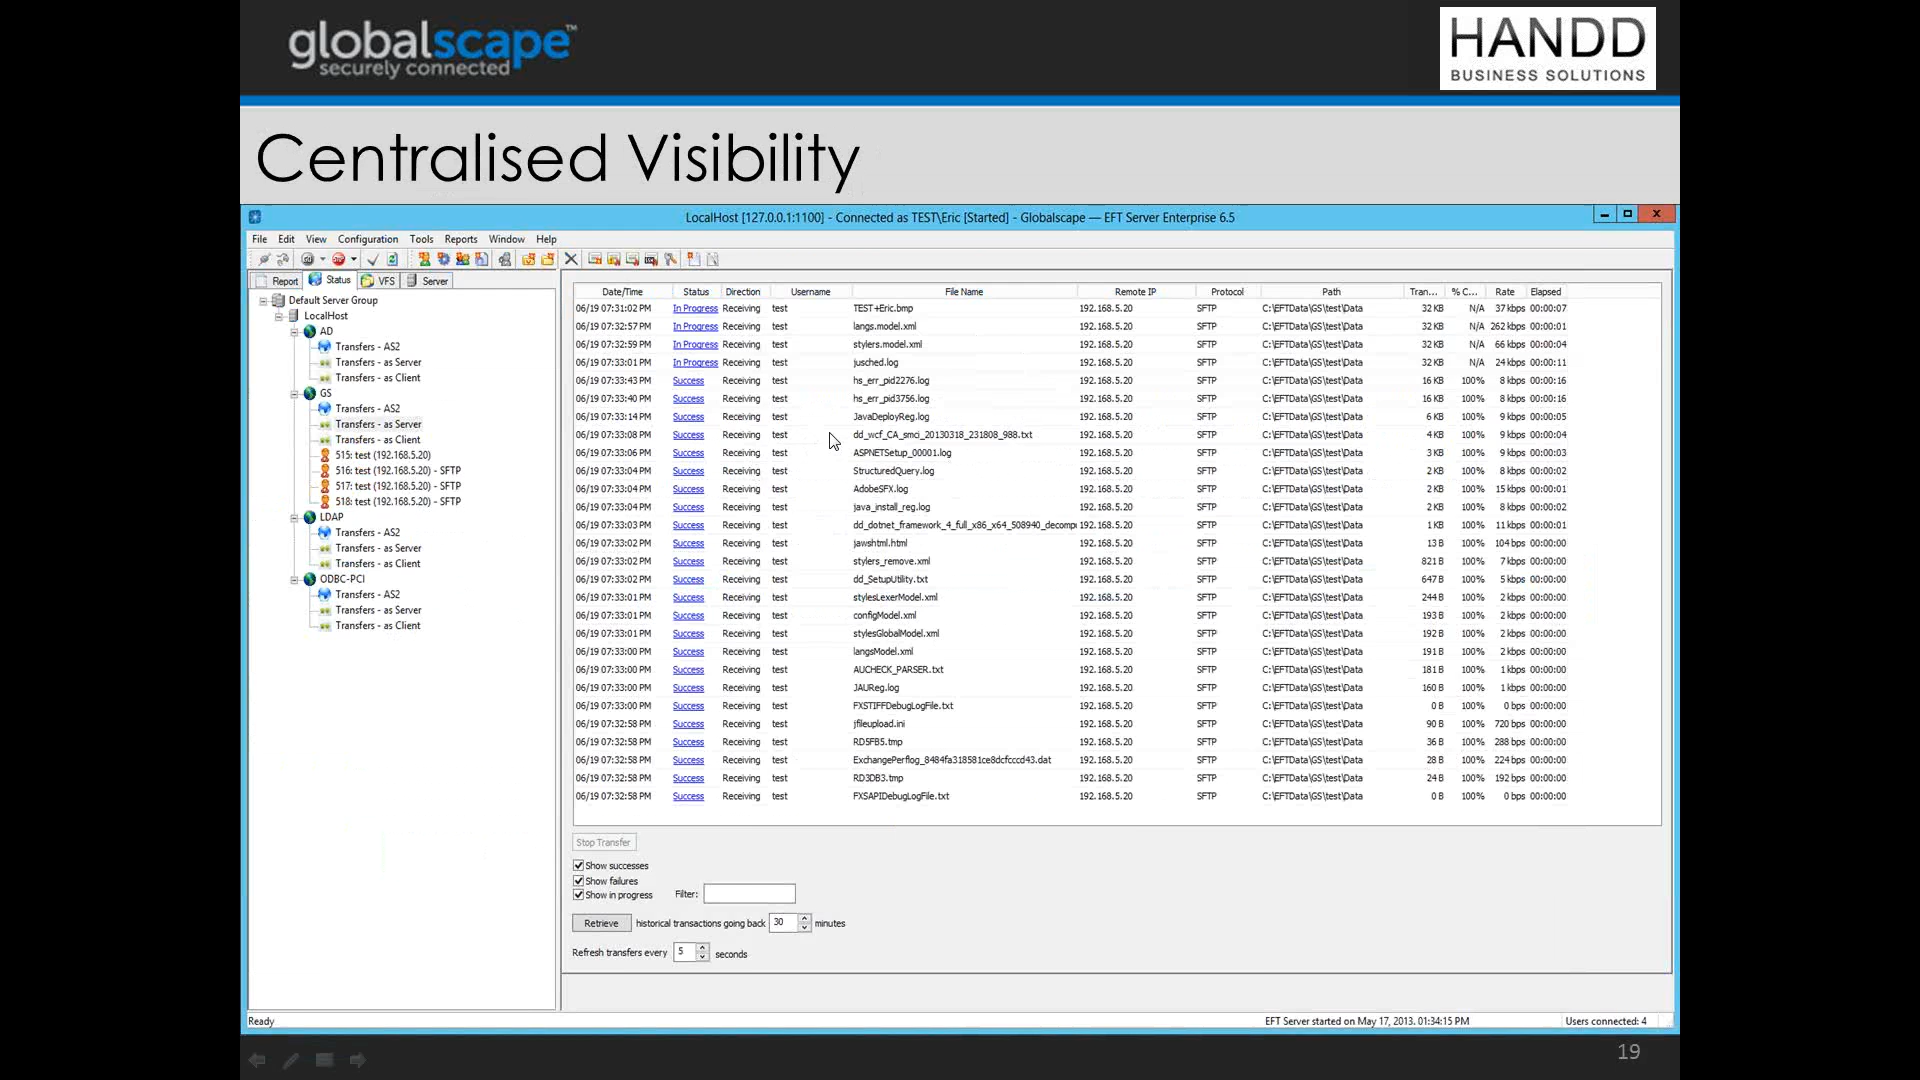 globalscape™
securely connected
HANDD
BUSINESS SOLUTIONS
Centralised Visibility
LocalHost [127.0.0.1:1100] - Connected as TEST\Eric [Started] - Globalscape — EFT Server Enterprise 6.5
File Edit View Configuration Tools Reports Window Help
Report Status VFS Server
Default Server Group
LocalHost
AD
Transfers - AS2
Transfers - as Server
Transfers - as Client
GS
Transfers - AS2
Transfers - as Server
Transfers - as Client
515: test (192.168.5.20)
516: test (192.168.5.20) - SFTP
517: test (192.168.5.20) - SFTP
518: test (192.168.5.20) - SFTP
LDAP
Transfers - AS2
Transfers - as Server
Transfers - as Client
ODBC-PCI
Transfers - AS2
Transfers - as Server
Transfers - as Client
Date/Time Status Direction Username File Name Remote IP Protocol Path Tran... % C... Rate Elapsed
06/19 07:31:02 PM In Progress Receiving test TEST+Eric.bmp 192.168.5.20 SFTP C:\EFTData\GS\test\Data 32 KB N/A 37 kbps 00:00:07
06/19 07:32:57 PM In Progress Receiving test langs.model.xml 192.168.5.20 SFTP C:\EFTData\GS\test\Data 32 KB N/A 262 kbps 00:00:01
06/19 07:32:59 PM In Progress Receiving test stylers.model.xml 192.168.5.20 SFTP C:\EFTData\GS\test\Data 32 KB N/A 66 kbps 00:00:04
06/19 07:33:01 PM In Progress Receiving test jusched.log 192.168.5.20 SFTP C:\EFTData\GS\test\Data 32 KB N/A 24 kbps 00:00:11
06/19 07:33:43 PM Success Receiving test hs_err_pid2276.log 192.168.5.20 SFTP C:\EFTData\GS\test\Data 16 KB 100% 8 kbps 00:00:16
06/19 07:33:40 PM Success Receiving test hs_err_pid3756.log 192.168.5.20 SFTP C:\EFTData\GS\test\Data 16 KB 100% 8 kbps 00:00:16
06/19 07:33:14 PM Success Receiving test JavaDeployReg.log 192.168.5.20 SFTP C:\EFTData\GS\test\Data 6 KB 100% 9 kbps 00:00:05
06/19 07:33:08 PM Success Receiving test dd_wcf_CA_smci_20130318_231808_988.txt 192.168.5.20 SFTP C:\EFTData\GS\test\Data 4 KB 100% 9 kbps 00:00:04
06/19 07:33:06 PM Success Receiving test ASPNETSetup_00001.log 192.168.5.20 SFTP C:\EFTData\GS\test\Data 3 KB 100% 9 kbps 00:00:03
06/19 07:33:04 PM Success Receiving test StructuredQuery.log 192.168.5.20 SFTP C:\EFTData\GS\test\Data 2 KB 100% 8 kbps 00:00:02
06/19 07:33:04 PM Success Receiving test AdobeSFX.log 192.168.5.20 SFTP C:\EFTData\GS\test\Data 2 KB 100% 15 kbps 00:00:01
06/19 07:33:04 PM Success Receiving test java_install_reg.log 192.168.5.20 SFTP C:\EFTData\GS\test\Data 2 KB 100% 8 kbps 00:00:02
06/19 07:33:03 PM Success Receiving test dd_dotnet_framework_4_full_x86_x64_508940_decomp 192.168.5.20 SFTP C:\EFTData\GS\test\Data 1 KB 100% 11 kbps 00:00:01
06/19 07:33:02 PM Success Receiving test jawshtml.html 192.168.5.20 SFTP C:\EFTData\GS\test\Data 13 B 100% 104 bps 00:00:00
06/19 07:33:02 PM Success Receiving test stylers_remove.xml 192.168.5.20 SFTP C:\EFTData\GS\test\Data 821 B 100% 7 kbps 00:00:00
06/19 07:33:02 PM Success Receiving test dd_SetupUtility.txt 192.168.5.20 SFTP C:\EFTData\GS\test\Data 647 B 100% 5 kbps 00:00:00
06/19 07:33:01 PM Success Receiving test stylesLexerModel.xml 192.168.5.20 SFTP C:\EFTData\GS\test\Data 244 B 100% 2 kbps 00:00:00
06/19 07:33:01 PM Success Receiving test configModel.xml 192.168.5.20 SFTP C:\EFTData\GS\test\Data 193 B 100% 2 kbps 00:00:00
06/19 07:33:01 PM Success Receiving test stylesGlobalModel.xml 192.168.5.20 SFTP C:\EFTData\GS\test\Data 192 B 100% 2 kbps 00:00:00
06/19 07:33:00 PM Success Receiving test langsModel.xml 192.168.5.20 SFTP C:\EFTData\GS\test\Data 191 B 100% 2 kbps 00:00:00
06/19 07:33:00 PM Success Receiving test AUCHECK_PARSER.txt 192.168.5.20 SFTP C:\EFTData\GS\test\Data 181 B 100% 1 kbps 00:00:00
06/19 07:33:00 PM Success Receiving test JAUReg.log 192.168.5.20 SFTP C:\EFTData\GS\test\Data 160 B 100% 1 kbps 00:00:00
06/19 07:33:00 PM Success Receiving test FXSTIFFDebugLogFile.txt 192.168.5.20 SFTP C:\EFTData\GS\test\Data 0 B 100% 0 bps 00:00:00
06/19 07:32:58 PM Success Receiving test jfileupload.ini 192.168.5.20 SFTP C:\EFTData\GS\test\Data 90 B 100% 720 bps 00:00:00
06/19 07:32:58 PM Success Receiving test RD5FB5.tmp 192.168.5.20 SFTP C:\EFTData\GS\test\Data 36 B 100% 288 bps 00:00:00
06/19 07:32:58 PM Success Receiving test ExchangePerflog_8484fa318581ce8dcfcccd43.dat 192.168.5.20 SFTP C:\EFTData\GS\test\Data 28 B 100% 224 bps 00:00:00
06/19 07:32:58 PM Success Receiving test RD3DB3.tmp 192.168.5.20 SFTP C:\EFTData\GS\test\Data 24 B 100% 192 bps 00:00:00
06/19 07:32:58 PM Success Receiving test FXSAPIDebugLogFile.txt 192.168.5.20 SFTP C:\EFTData\GS\test\Data 0 B 100% 0 bps 00:00:00
Stop Transfer
Show successes
Show failures
Show in progress Filter:
Retrieve historical transactions going back 30 minutes
Refresh transfers every 5 seconds
Ready EFT Server started on May 17, 2013. 01:34:15 PM Users connected: 4
19